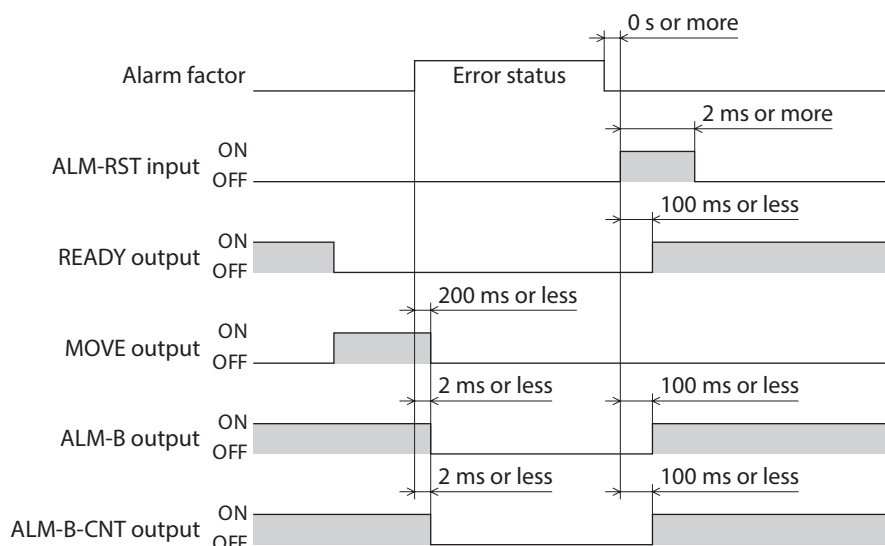 0 s or more
Alarm factor
Error status
2 ms or more
ALM-RST input
ON
OFF
100 ms or less
READY output
ON
OFF
200 ms or less
MOVE output
ON
OFF
2 ms or less
100 ms or less
ALM-B output
ON
OFF
2 ms or less
100 ms or less
ALM-B-CNT output
ON
OFF